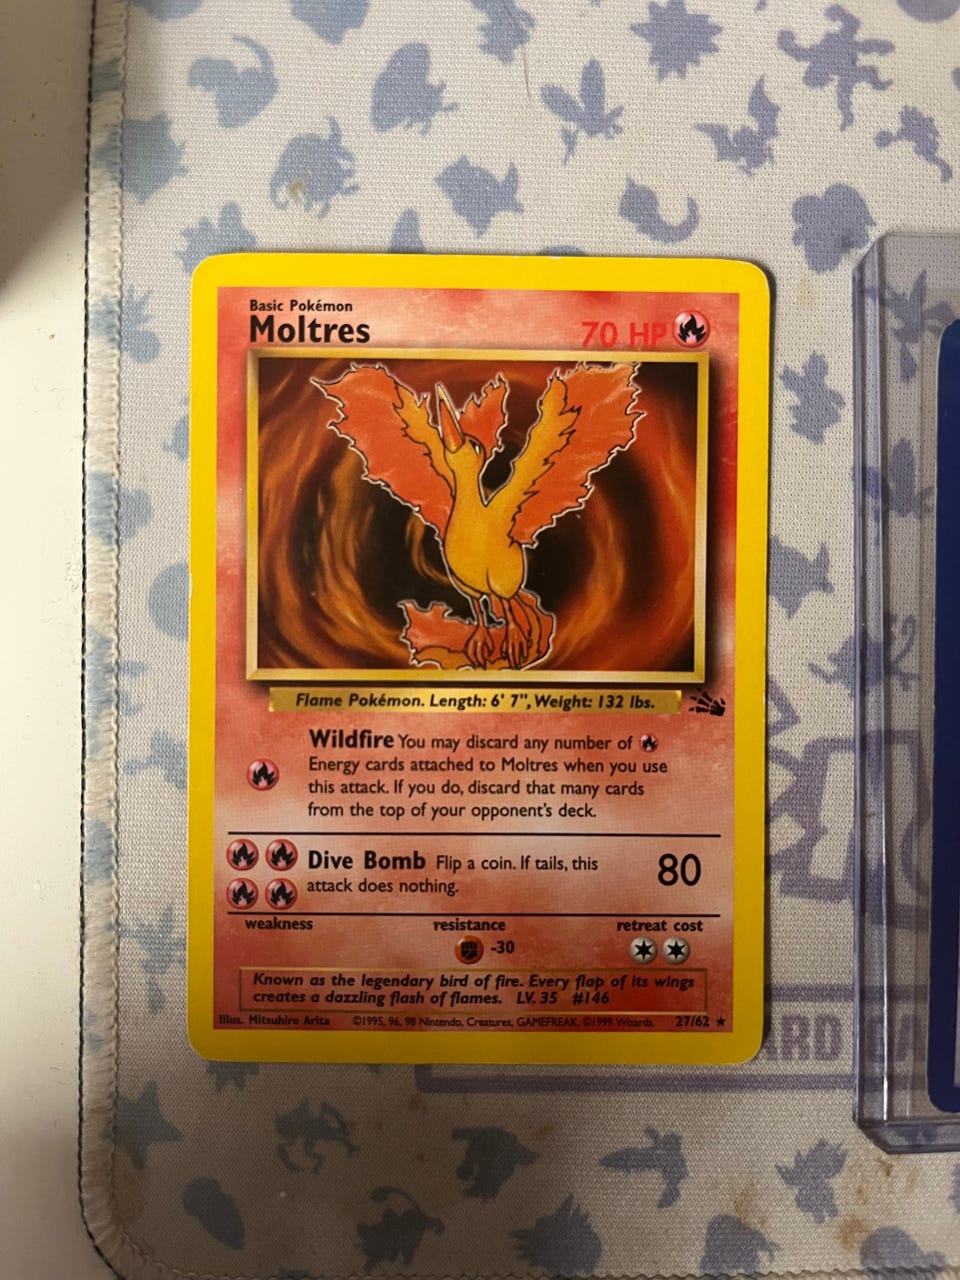 Basic Pokémon
Moltres
70 HP
Flame Pokémon. Length: 6' 7", Weight: 132 lbs.
Wildfire You may discard any number of
Energy cards attached to Moltres when you use
this attack. If you do, discard that many cards
from the top of your opponent's deck.
Dive Bomb Flip a coin. If tails, this
attack does nothing.
80
weakness resistance retreat cost
-30
Known as the legendary bird of fire. Every flap of its wings
creates a dazzling flash of flames. LV. 35 #146
Illus. Mitsuhiro Arita ©1995, 96, 98 Nintendo, Creatures, GAMEFREAK. ©1999 Wizards. 27/62 ★